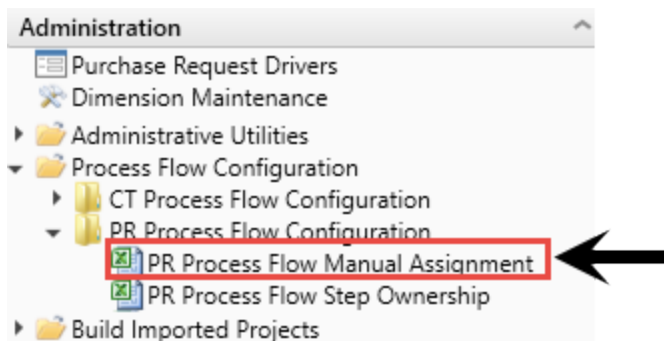 Administration
Purchase Request Drivers
Dimension Maintenance
Administrative Utilities
Process Flow Configuration
CT Process Flow Configuration
PR Process Flow Configuration
PR Process Flow Manual Assignment
PR Process Flow Step Ownership
Build Imported Projects